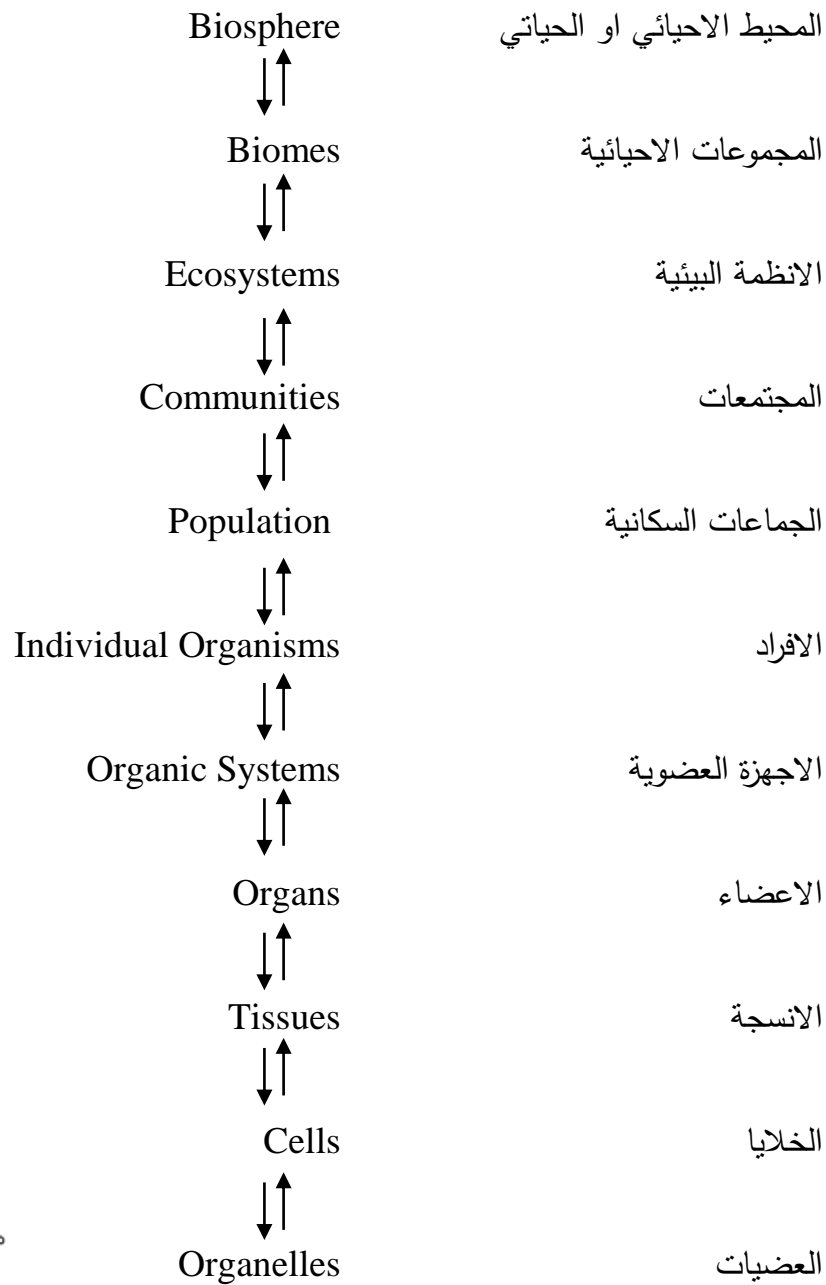 Biosphere المحيط الاحيائي او الحياتي
Biomes المجموعات الاحيائية
Ecosystems الانظمة البيئية
Communities المجتمعات
Population الجماعات السكانية
Individual Organisms الافراد
Organic Systems الاجهزة العضوية
Organs الاعضاء
Tissues الانسجة
Cells الخلايا
Organelles العضيات